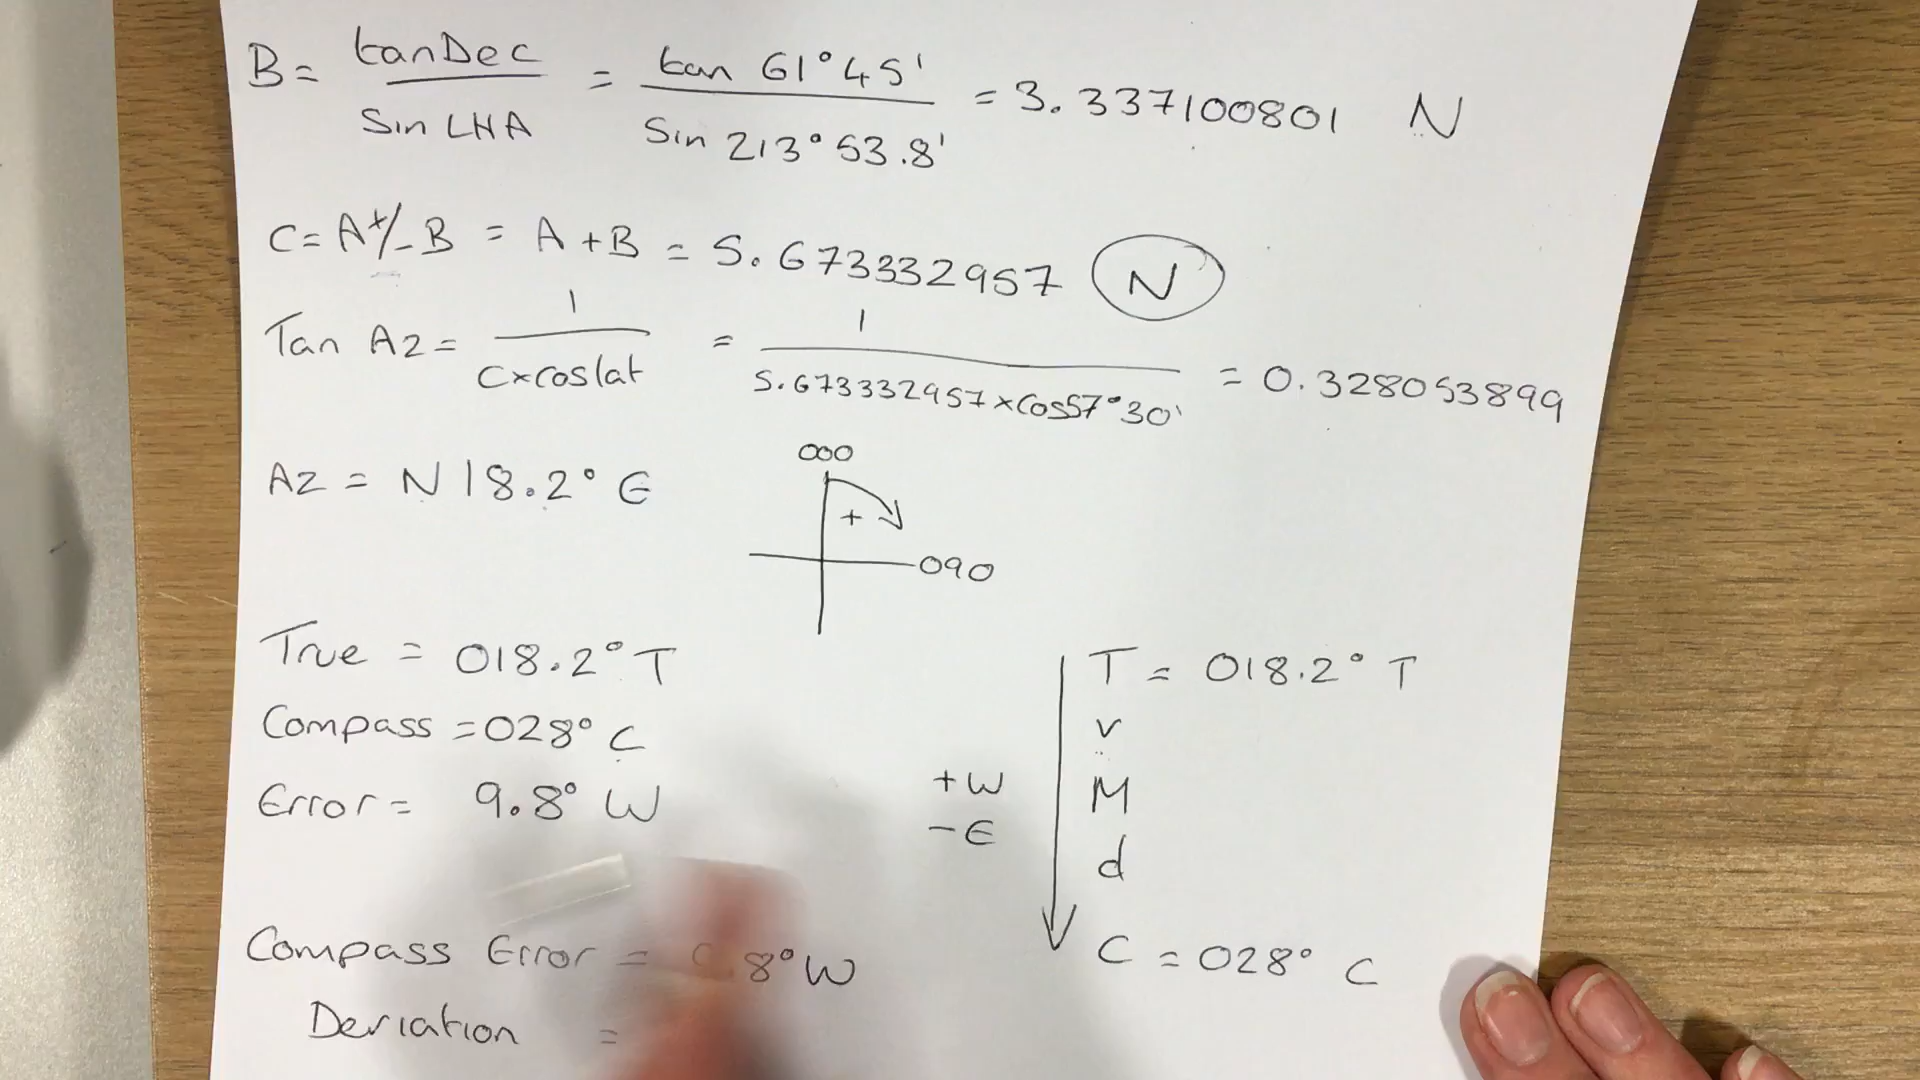 B = tanDec / Sin LHA = tan 61° 45' / Sin 213° 53.8' = 3.337100801 N
C = A +/- B = A + B = 5.673332957 N
Tan Az = 1 / C×cos lat = 1 / 5.673332957 × Cos57°30' = 0.328053899
Az = N 18.2° E
000
+
090
True = 018.2° T
Compass = 028° C
Error = 9.8° W
+W
-E
T = 018.2° T
v
M
d
C = 028° C
Compass Error = .8° W
Deviation =